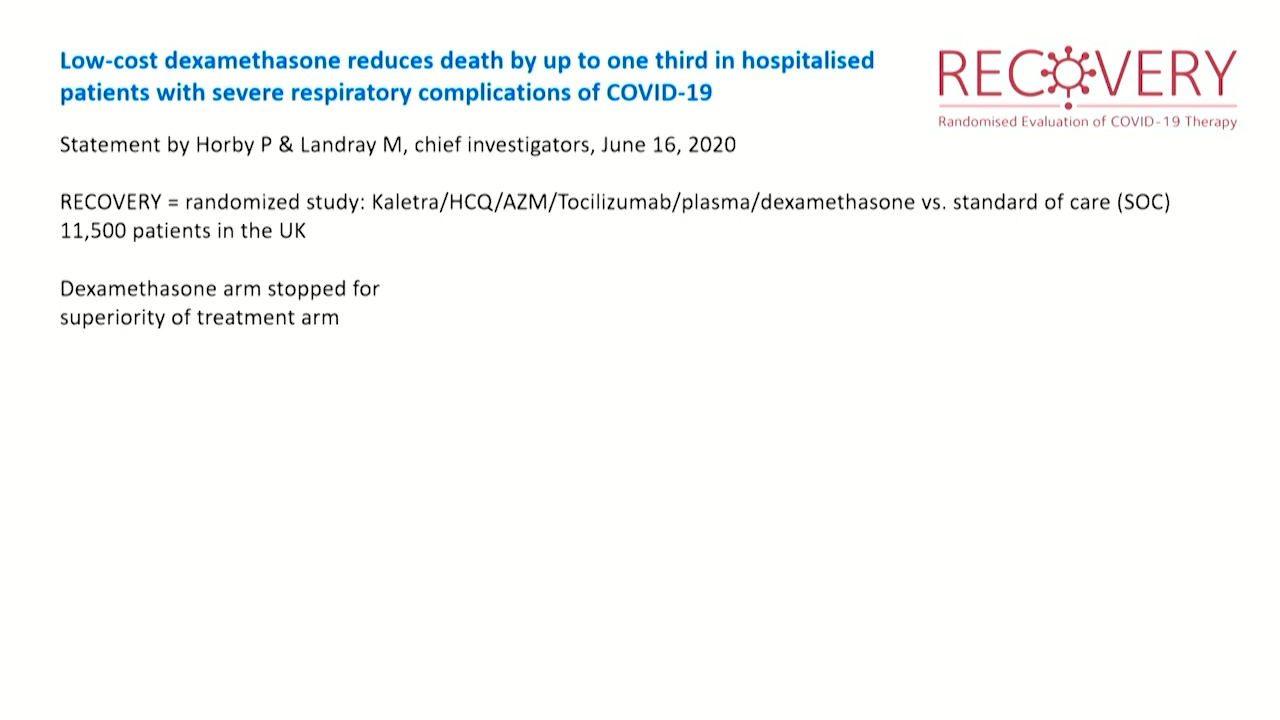 Low-cost dexamethasone reduces death by up to one third in hospitalised
patients with severe respiratory complications of COVID-19
RECOVERY
Randomised Evaluation of COVID-19 Therapy
Statement by Horby P & Landray M, chief investigators, June 16, 2020
RECOVERY = randomized study: Kaletra/HCQ/AZM/Tocilizumab/plasma/dexamethasone vs. standard of care (SOC)
11,500 patients in the UK
Dexamethasone arm stopped for
superiority of treatment arm